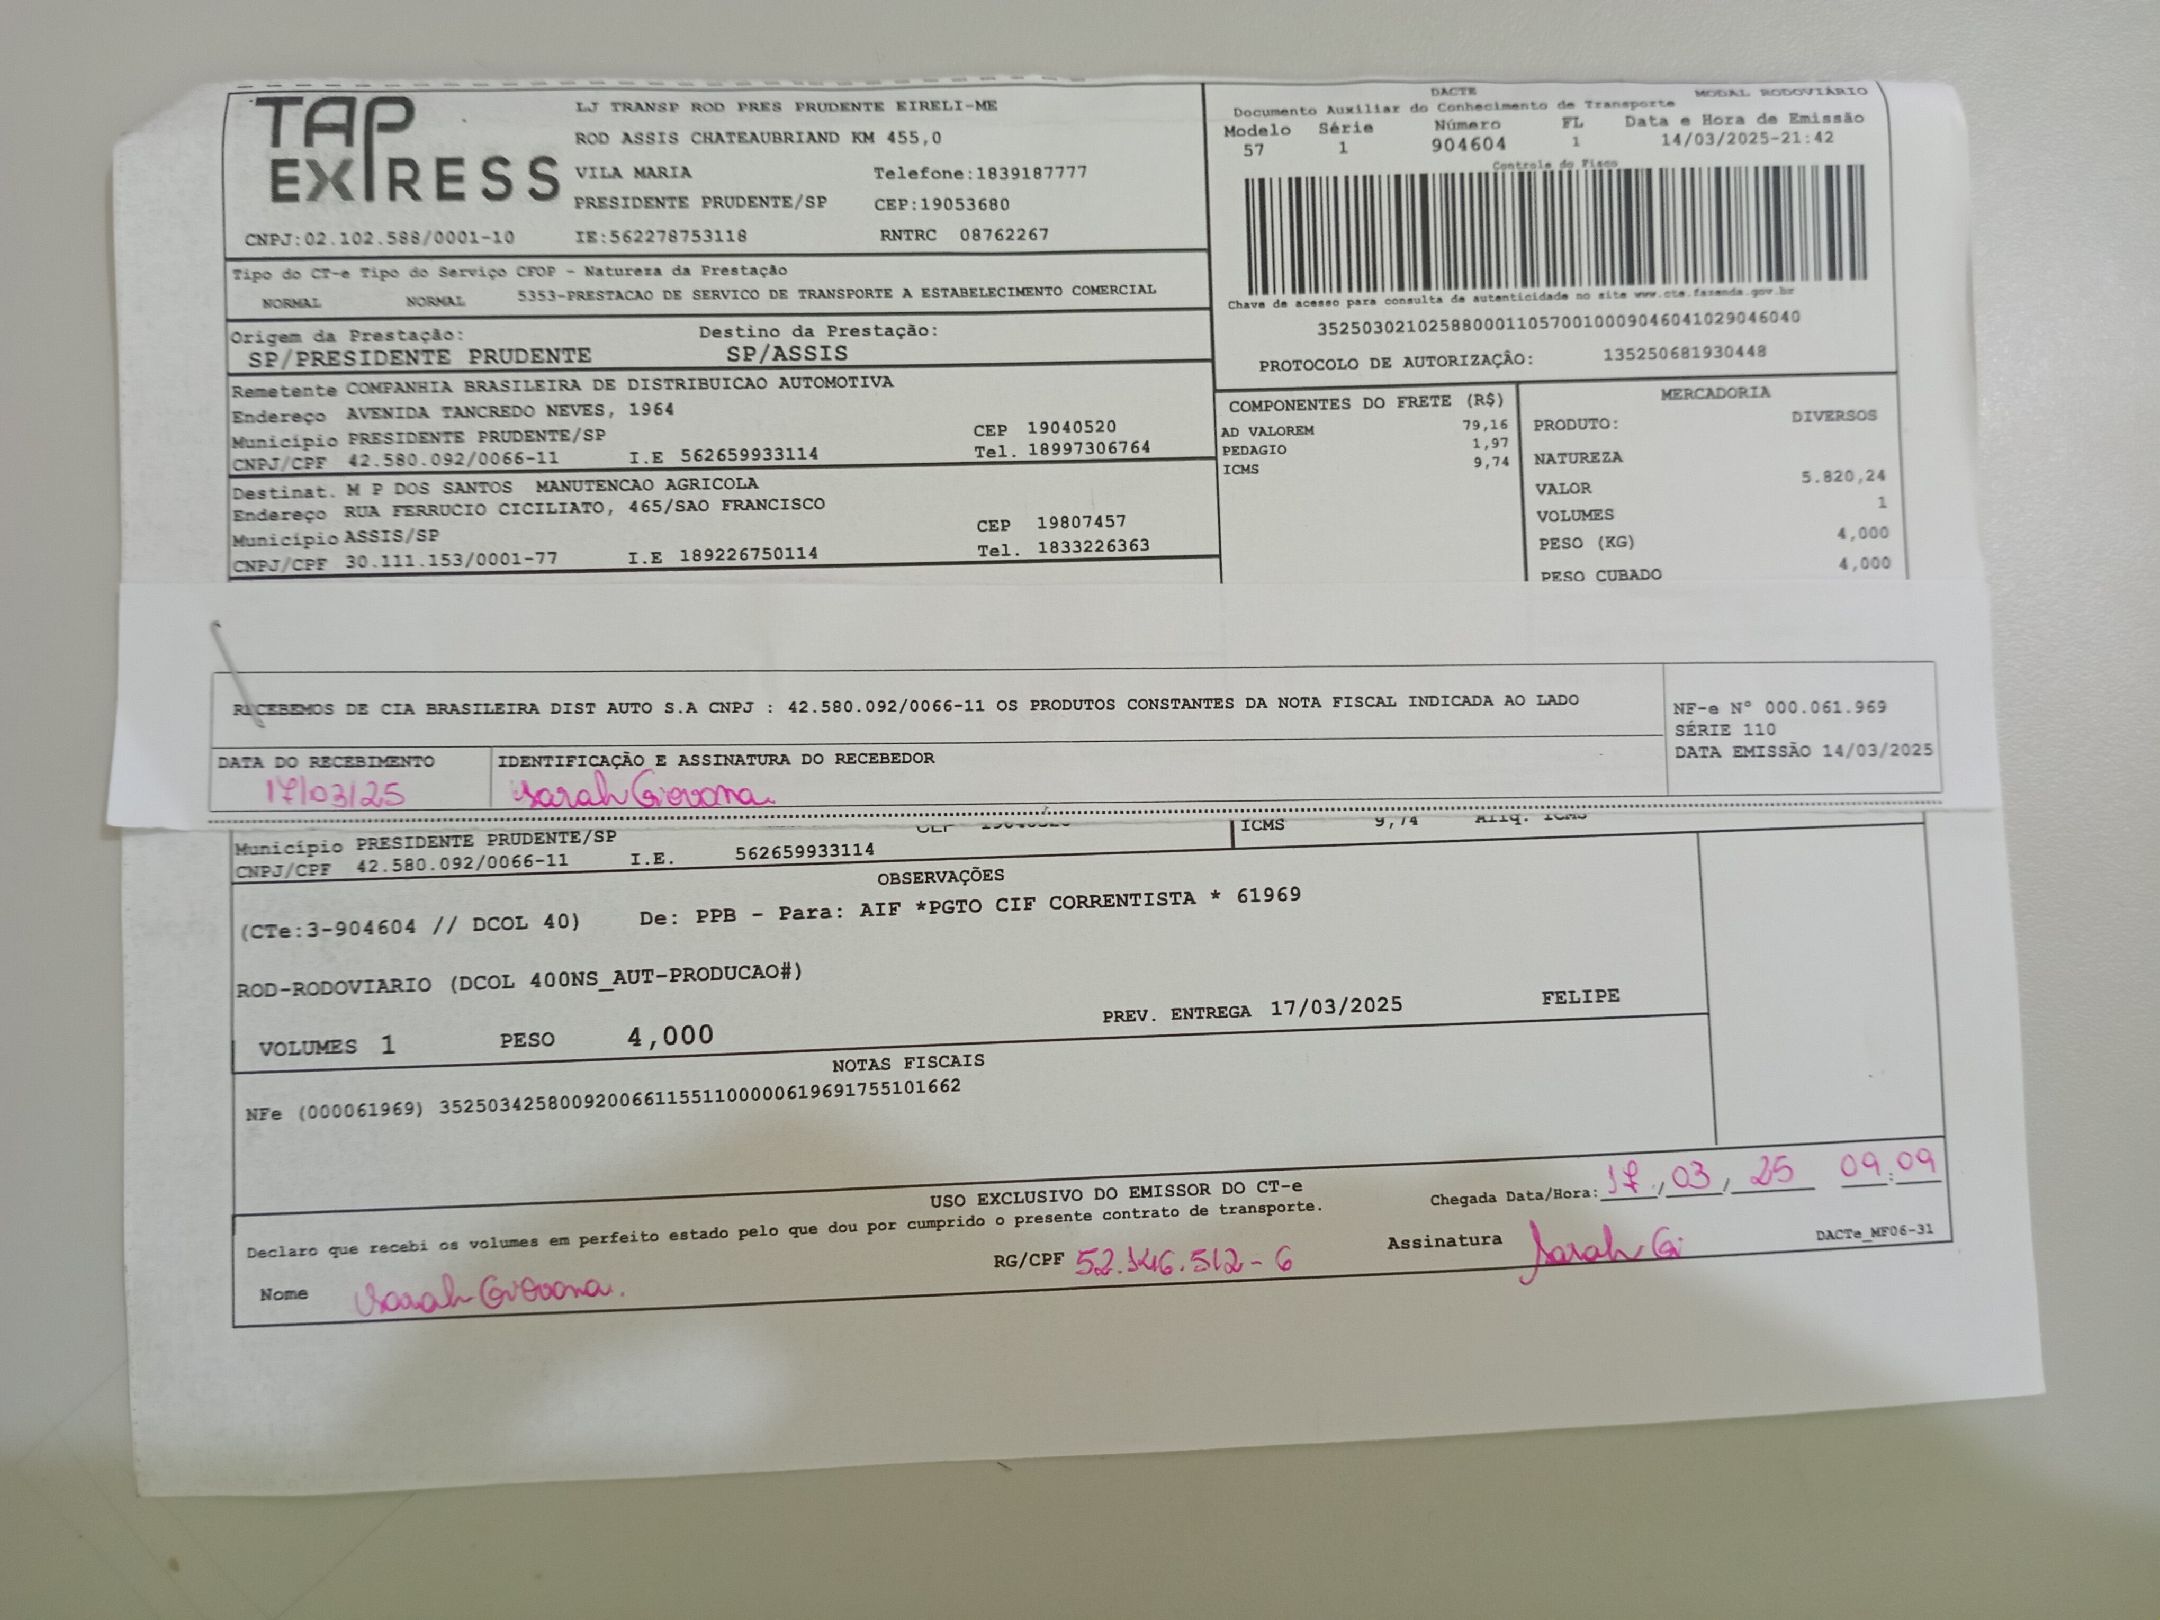 TAP EXPRESS
LJ TRANSP ROD PRES PRUDENTE EIRELI-ME
ROD ASSIS CHATEAUBRIAND KM 455,0
VILA MARIA Telefone:1839187777
PRESIDENTE PRUDENTE/SP CEP:19053680
CNPJ:02.102.588/0001-10 IE:562278753118 RNTRC 08762267
DACTE MODAL RODOVIÁRIO
Documento Auxiliar do Conhecimento de Transporte
Modelo Série Número FL Data e Hora de Emissão
57 1 904604 1 14/03/2025-21:42
Controle do Fisco
Chave de acesso para consulta de autenticidade no site www.cte.fazenda.gov.br
35250302102588000110570010009046041029046040
PROTOCOLO DE AUTORIZAÇÃO: 135250681930448
Tipo do CT-e Tipo do Serviço CFOP - Natureza da Prestação
NORMAL NORMAL 5353-PRESTACAO DE SERVICO DE TRANSPORTE A ESTABELECIMENTO COMERCIAL
Origem da Prestação: Destino da Prestação:
SP/PRESIDENTE PRUDENTE SP/ASSIS
Remetente COMPANHIA BRASILEIRA DE DISTRIBUICAO AUTOMOTIVA
Endereço AVENIDA TANCREDO NEVES, 1964
Município PRESIDENTE PRUDENTE/SP CEP 19040520
CNPJ/CPF 42.580.092/0066-11 I.E 562659933114 Tel. 18997306764
Destinat. M P DOS SANTOS MANUTENCAO AGRICOLA
Endereço RUA FERRUCIO CICILIATO, 465/SAO FRANCISCO
Município ASSIS/SP CEP 19807457
CNPJ/CPF 30.111.153/0001-77 I.E 189226750114 Tel. 1833226363
COMPONENTES DO FRETE (R$)
AD VALOREM 79,16
PEDAGIO 1,97
ICMS 9,74
MERCADORIA
PRODUTO: DIVERSOS
NATUREZA
VALOR 5.820,24
VOLUMES 1
PESO (KG) 4,000
PESO CUBADO 4,000
RECEBEMOS DE CIA BRASILEIRA DIST AUTO S.A CNPJ : 42.580.092/0066-11 OS PRODUTOS CONSTANTES DA NOTA FISCAL INDICADA AO LADO
NF-e Nº 000.061.969
SÉRIE 110
DATA EMISSÃO 14/03/2025
DATA DO RECEBIMENTO IDENTIFICAÇÃO E ASSINATURA DO RECEBEDOR
17/03/25 Sarah Giovana
Município PRESIDENTE PRUDENTE/SP
CNPJ/CPF 42.580.092/0066-11 I.E. 562659933114
ICMS 9,74 Aliq. ICMS
OBSERVAÇÕES
(CTe:3-904604 // DCOL 40) De: PPB - Para: AIF *PGTO CIF CORRENTISTA * 61969
ROD-RODOVIARIO (DCOL 400NS_AUT-PRODUCAO#)
VOLUMES 1 PESO 4,000 PREV. ENTREGA 17/03/2025 FELIPE
NOTAS FISCAIS
NFe (000061969) 35250342580092006611551100000619691755101662
USO EXCLUSIVO DO EMISSOR DO CT-e
Chegada Data/Hora: 17/03/25 09:09
Declaro que recebi os volumes em perfeito estado pelo que dou por cumprido o presente contrato de transporte.
Nome Sarah Giovana. RG/CPF 52.146.512-6 Assinatura Sarah Gi DACTe_MF06-31